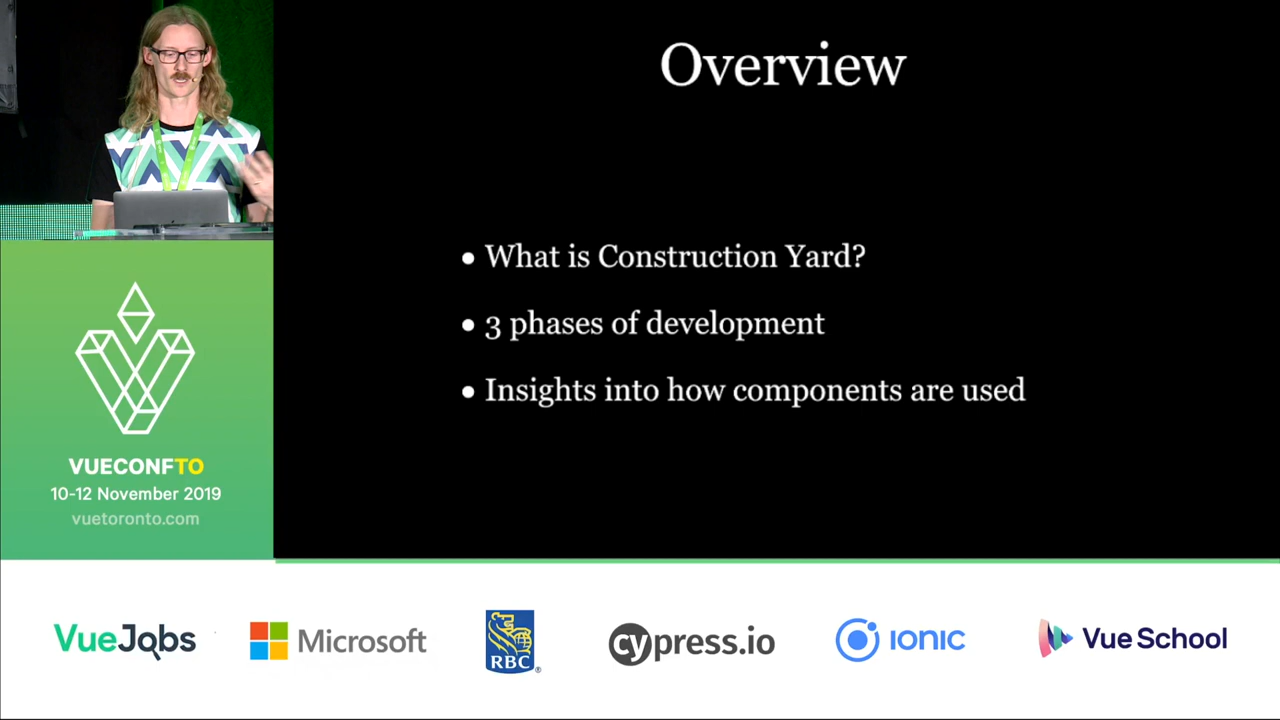 Overview
• What is Construction Yard?
• 3 phases of development
• Insights into how components are used
VUECONFTO
10-12 November 2019
vuetoronto.com
VueJobs
Microsoft
RBC
®
cypress.io
IONIC
Vue School